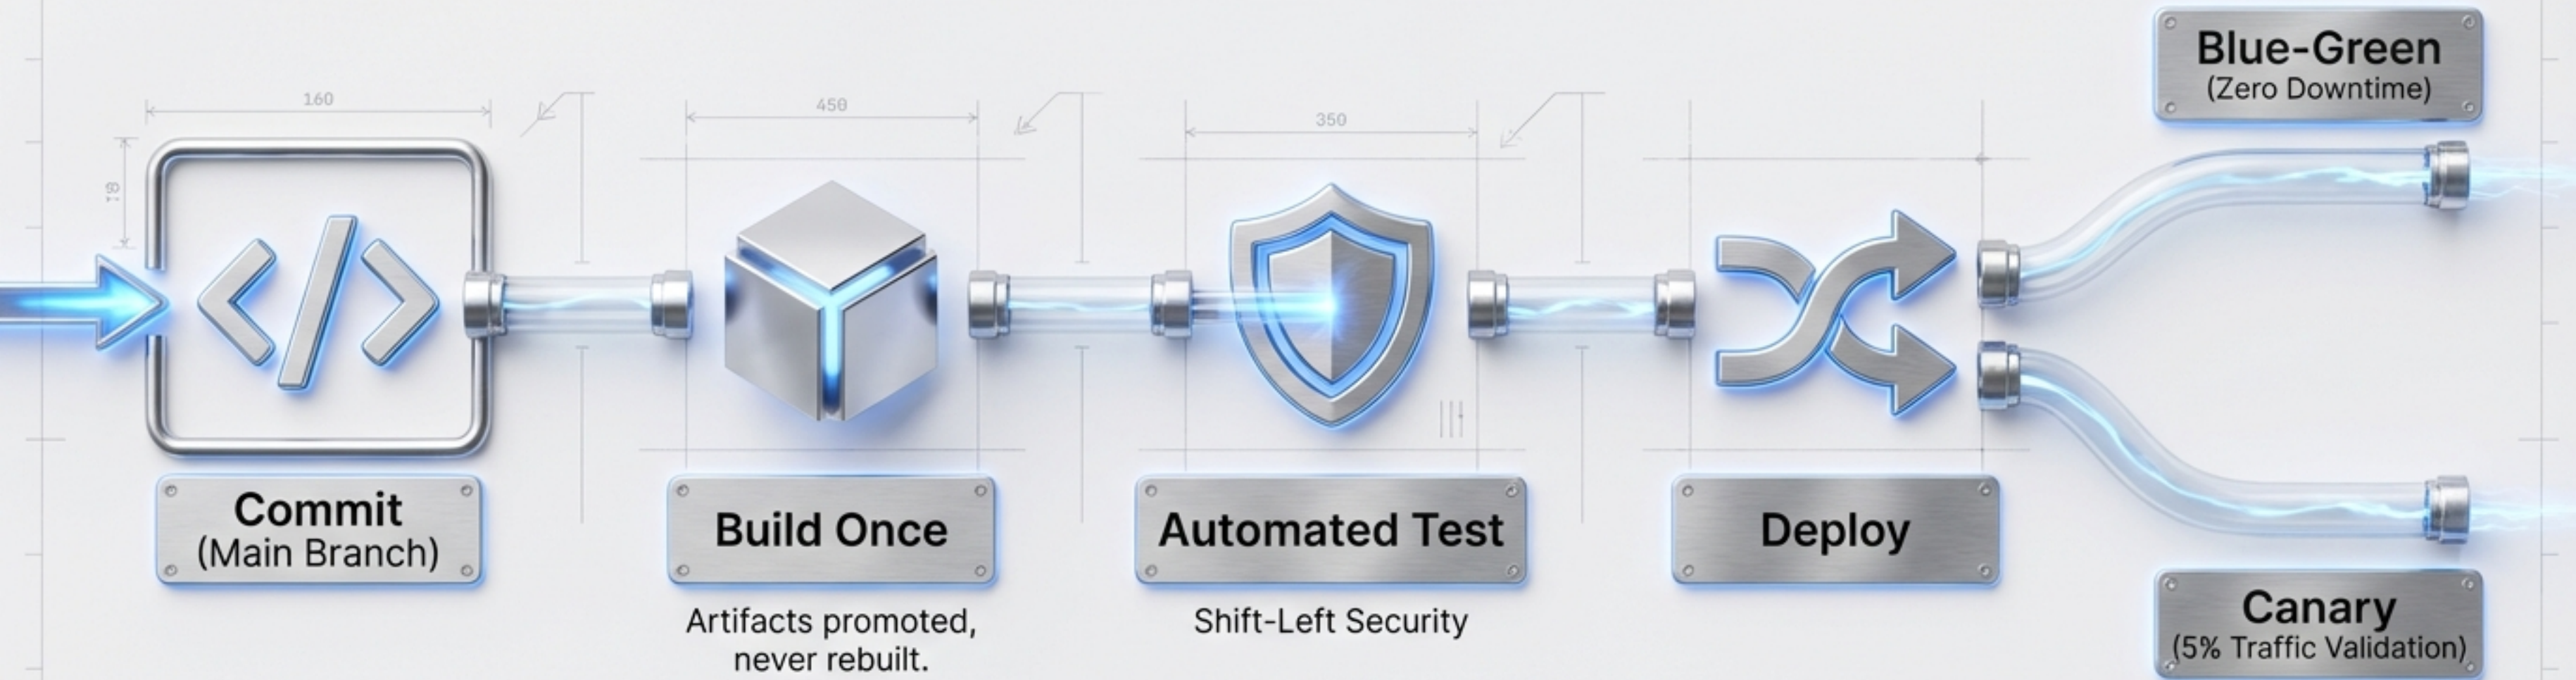 160
18
Commit
(Main Branch)
450
Build Once
Artifacts promoted,
never rebuilt.
350
Automated Test
Shift-Left Security
Deploy
Blue-Green
(Zero Downtime)
Canary
(5% Traffic Validation)